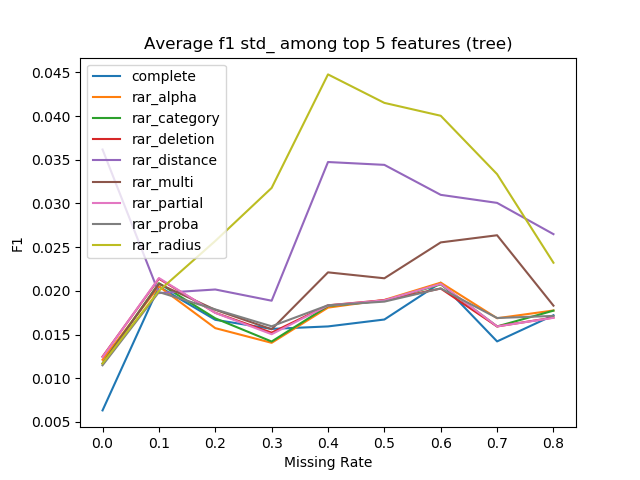 Average f1 std_ among top 5 features (tree)
complete
rar_alpha
rar_category
rar_deletion
rar_distance
rar_multi
rar_partial
rar_proba
rar_radius
F1
0.045
0.040
0.035
0.030
0.025
0.020
0.015
0.010
0.005
0.0 0.1 0.2 0.3 0.4 0.5 0.6 0.7 0.8
Missing Rate